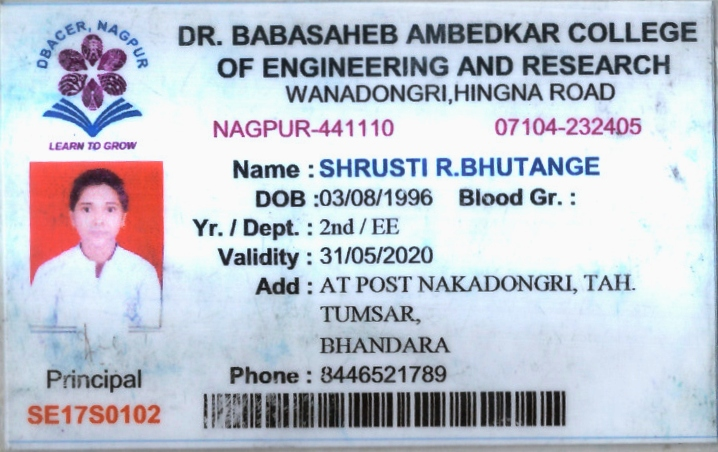 DBACER, NAGPUR
LEARN TO GROW
DR. BABASAHEB AMBEDKAR COLLEGE
OF ENGINEERING AND RESEARCH
WANADONGRI,HINGNA ROAD
NAGPUR-441110 07104-232405
Name : SHRUSTI R.BHUTANGE
DOB :03/08/1996 Blood Gr. :
Yr. / Dept. : 2nd / EE
Validity : 31/05/2020
Add : AT POST NAKADONGRI, TAH.
TUMSAR,
BHANDARA
Phone : 8446521789
Principal
SE17S0102